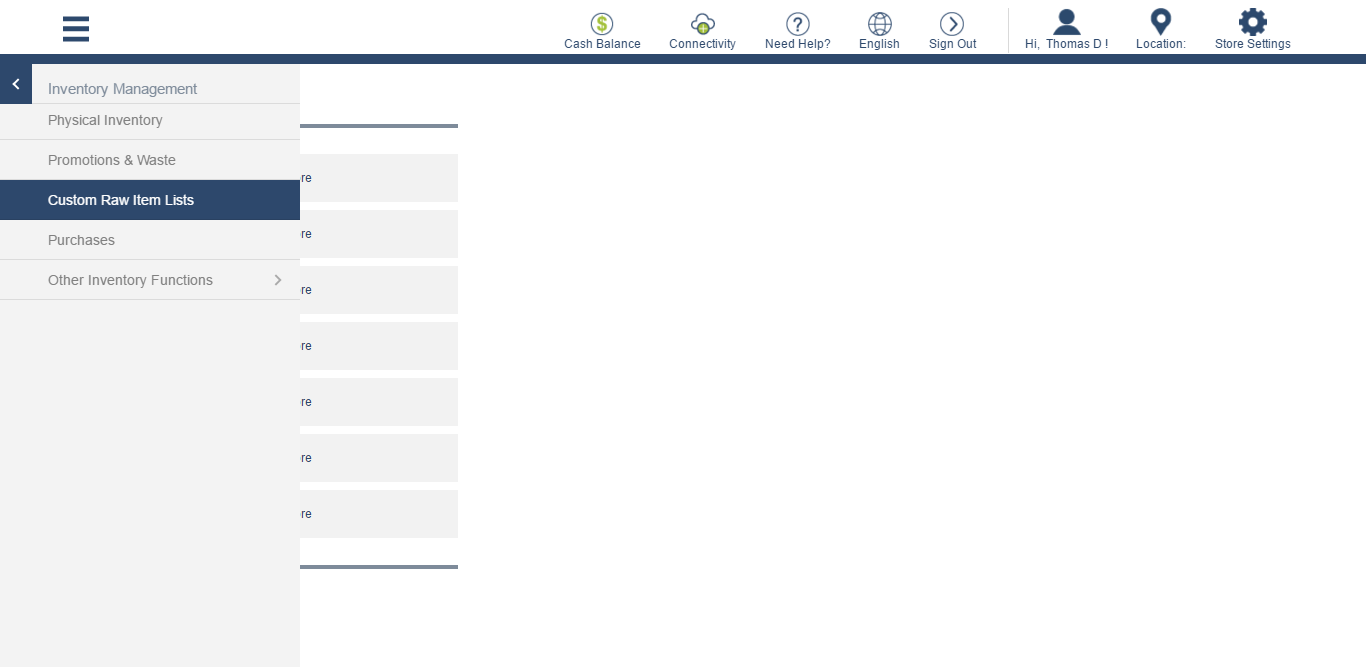 Cash Balance
Connectivity
Need Help?
English
Sign Out
Hi, Thomas D !
Location:
Store Settings
Inventory Management
Physical Inventory
Promotions & Waste
Custom Raw Item Lists
Purchases
Other Inventory Functions
re
re
re
re
re
re
re